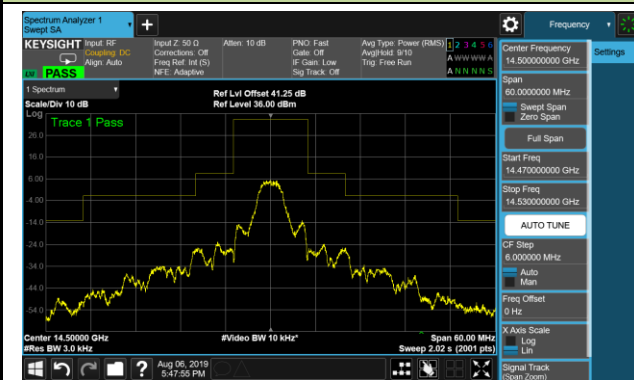 Spectrum Analyzer 1
Swept SA
+
Frequency
KEYSIGHT Input: RF
Coupling: DC
Align: Auto
Input Z: 50 Ω
Corrections: Off
Freq Ref: Int (S)
NFE: Adaptive
Atten: 10 dB
PNO: Fast
Gate: Off
IF Gain: Low
Sig Track: Off
Avg Type: Power (RMS)
Avg|Hold: 9/10
Trig: Free Run
1 2 3 4 5 6
A W W W W A
A N N N N S
PASS
Center Frequency
14.500000000 GHz
Settings
Span
60.0000000 MHz
Swept Span
Zero Span
Full Span
Start Freq
14.470000000 GHz
Stop Freq
14.530000000 GHz
AUTO TUNE
CF Step
6.000000 MHz
Auto
Man
Freq Offset
0 Hz
X Axis Scale
Log
Lin
Signal Track
(Span Zoom)
1 Spectrum
Scale/Div 10 dB
Ref Lvl Offset 41.25 dB
Ref Level 36.00 dBm
Log
Trace 1 Pass
26.0
16.0
6.00
-4.00
-14.0
-24.0
-34.0
-44.0
-54.0
Center 14.50000 GHz
#Res BW 3.0 kHz
#Video BW 10 kHz*
Span 60.00 MHz
Sweep 2.02 s (2001 pts)
?
Aug 06, 2019
5:47:55 PM